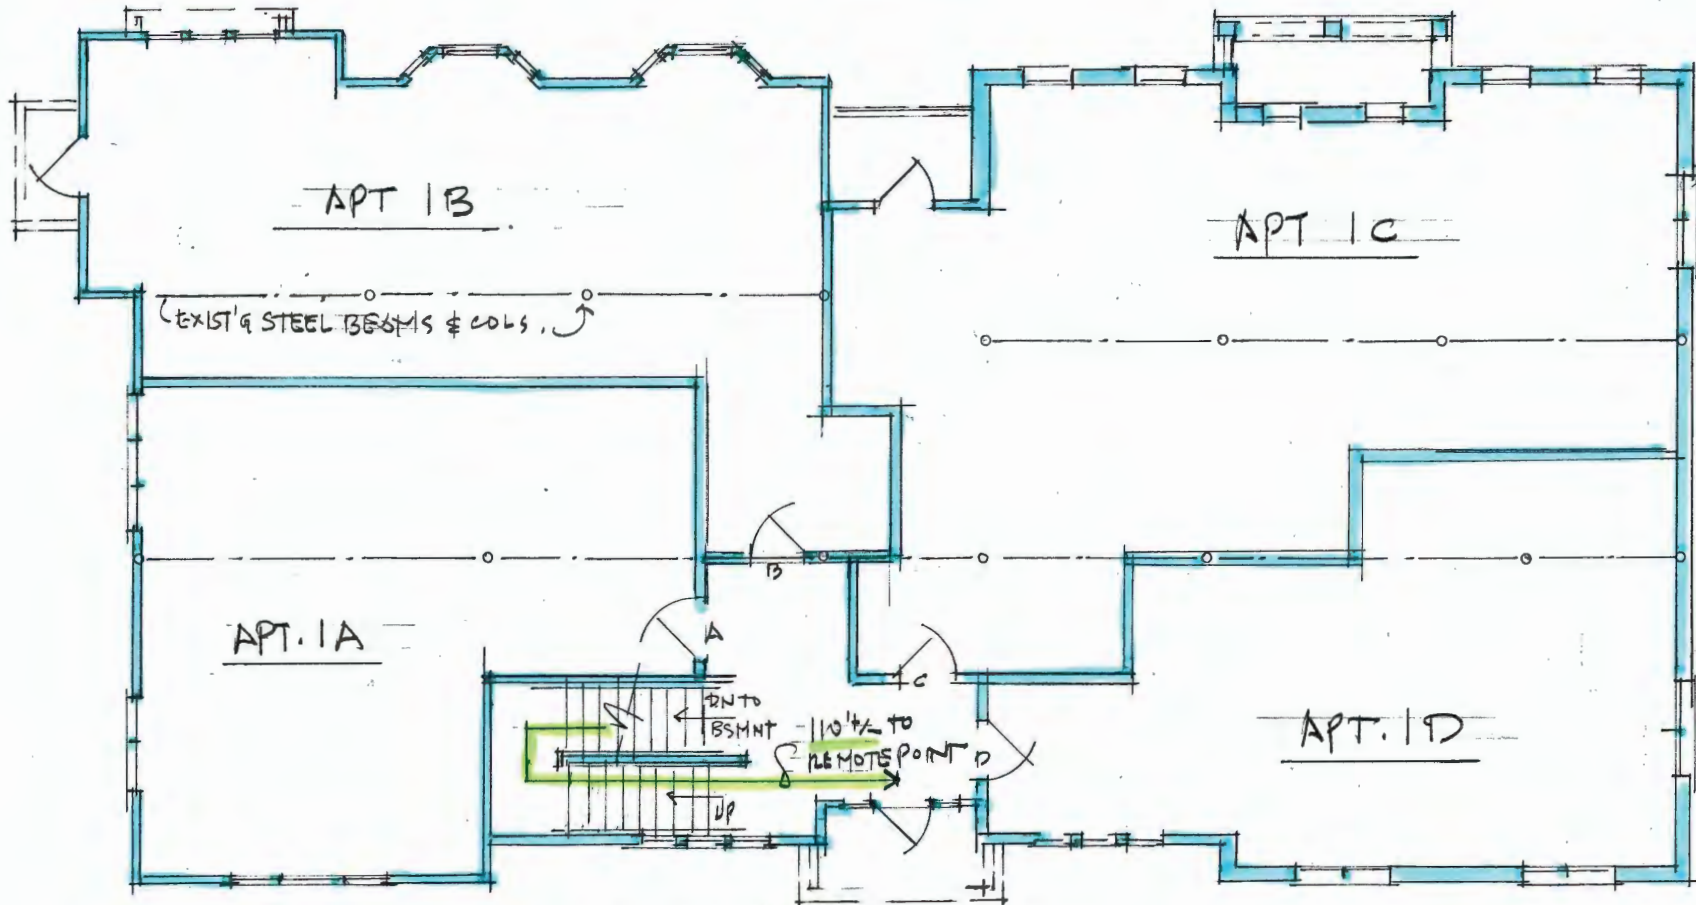 APT 1B
APT 1C
EXIST'G STEEL BEAMS & COLS.
B
APT. 1A
A
C
DN TO
BSMNT
110'+/- TO
REMOTE POINT
D
UP
APT. 1D